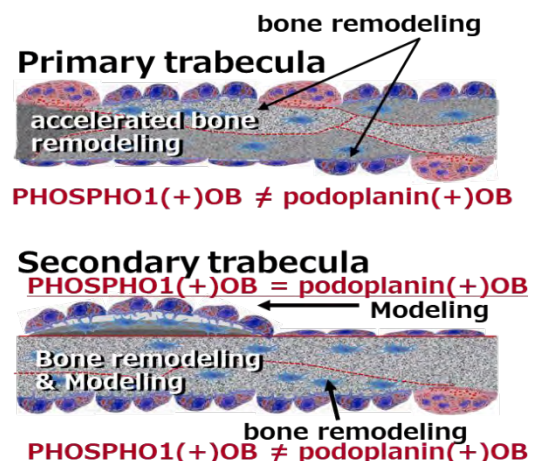 bone remodeling
Primary trabecula
accelerated bone
remodeling
PHOSPHO1(+)OB ≠ podoplanin(+)OB
Secondary trabecula
PHOSPHO1(+)OB = podoplanin(+)OB
Modeling
Bone remodeling
& Modeling
bone remodeling
PHOSPHO1(+)OB ≠ podoplanin(+)OB